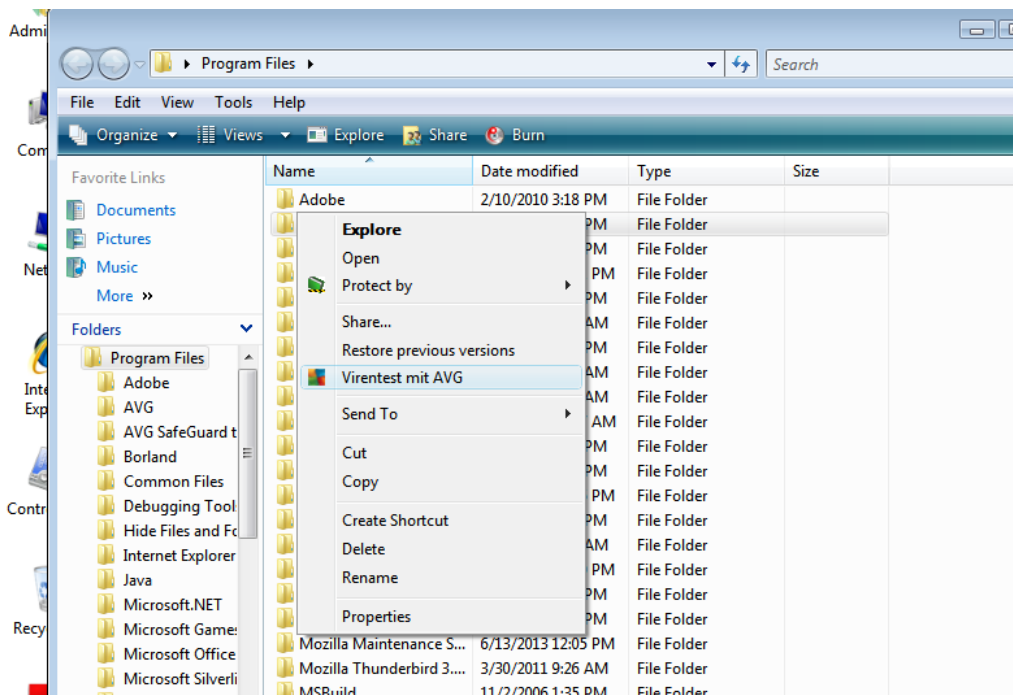 Admi
Program Files
Search
File Edit View Tools Help
Organize Views Explore Share Burn
Com
Favorite Links
Name Date modified Type Size
Documents
Adobe 2/10/2010 3:18 PM File Folder
Explore PM File Folder
Pictures
Open PM File Folder
Net
Music
Protect by PM File Folder
More »
PM File Folder
Folders
Share... AM File Folder
Program Files
Restore previous versions PM File Folder
Inte
Exp
Adobe
Virentest mit AVG AM File Folder
AVG
AM File Folder
AVG SafeGuard t
Send To AM File Folder
Borland
Cut PM File Folder
Common Files
Copy PM File Folder
Contr
Debugging Tool
PM File Folder
Hide Files and Fo
Create Shortcut PM File Folder
Internet Explorer
Delete AM File Folder
Java
Rename PM File Folder
Microsoft.NET
PM File Folder
Recy
Microsoft Games
Properties PM File Folder
Microsoft Office
Mozilla Maintenance S... 6/13/2013 12:05 PM File Folder
Microsoft Silverli
Mozilla Thunderbird 3.... 3/30/2011 9:26 AM File Folder
MSBuild 11/2/2006 1:35 PM File Folder